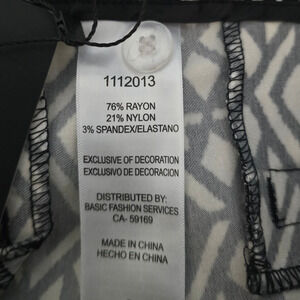 1112013
76% RAYON
21% NYLON
3% SPANDEX/ELASTANO
EXCLUSIVE OF DECORATION
EXCLUSIVO DE DECORACION
DISTRIBUTED BY:
BASIC FASHION SERVICES
CA- 59169
MADE IN CHINA
HECHO EN CHINA